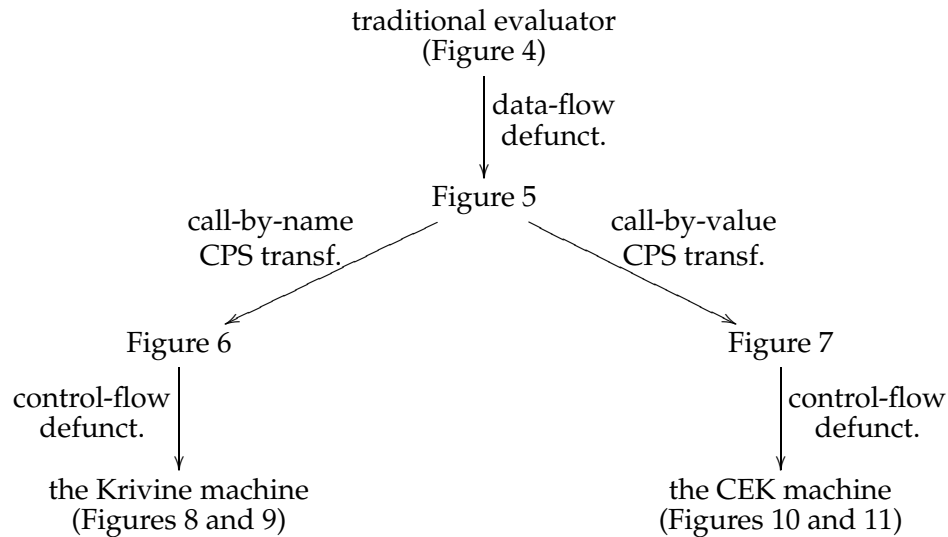 traditional evaluator
(Figure 4)
data-flow
defunct.
Figure 5
call-by-name
CPS transf.
call-by-value
CPS transf.
Figure 6
Figure 7
control-flow
defunct.
control-flow
defunct.
the Krivine machine
(Figures 8 and 9)
the CEK machine
(Figures 10 and 11)